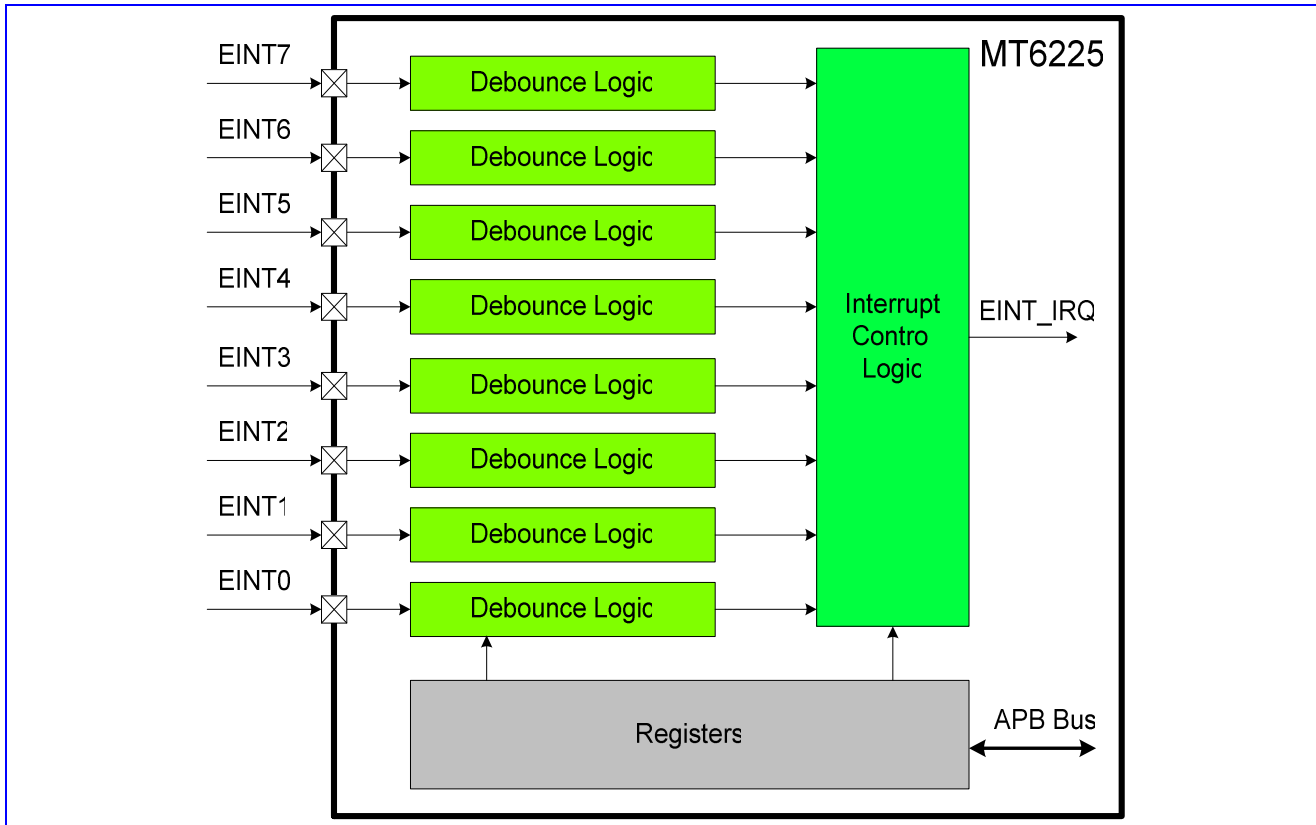 MT6225
EINT7
Debounce Logic
EINT6
Debounce Logic
EINT5
Debounce Logic
EINT4
Debounce Logic
EINT3
Debounce Logic
EINT2
Debounce Logic
EINT1
Debounce Logic
EINT0
Debounce Logic
Interrupt
Contro
Logic
EINT_IRQ
Registers
APB Bus